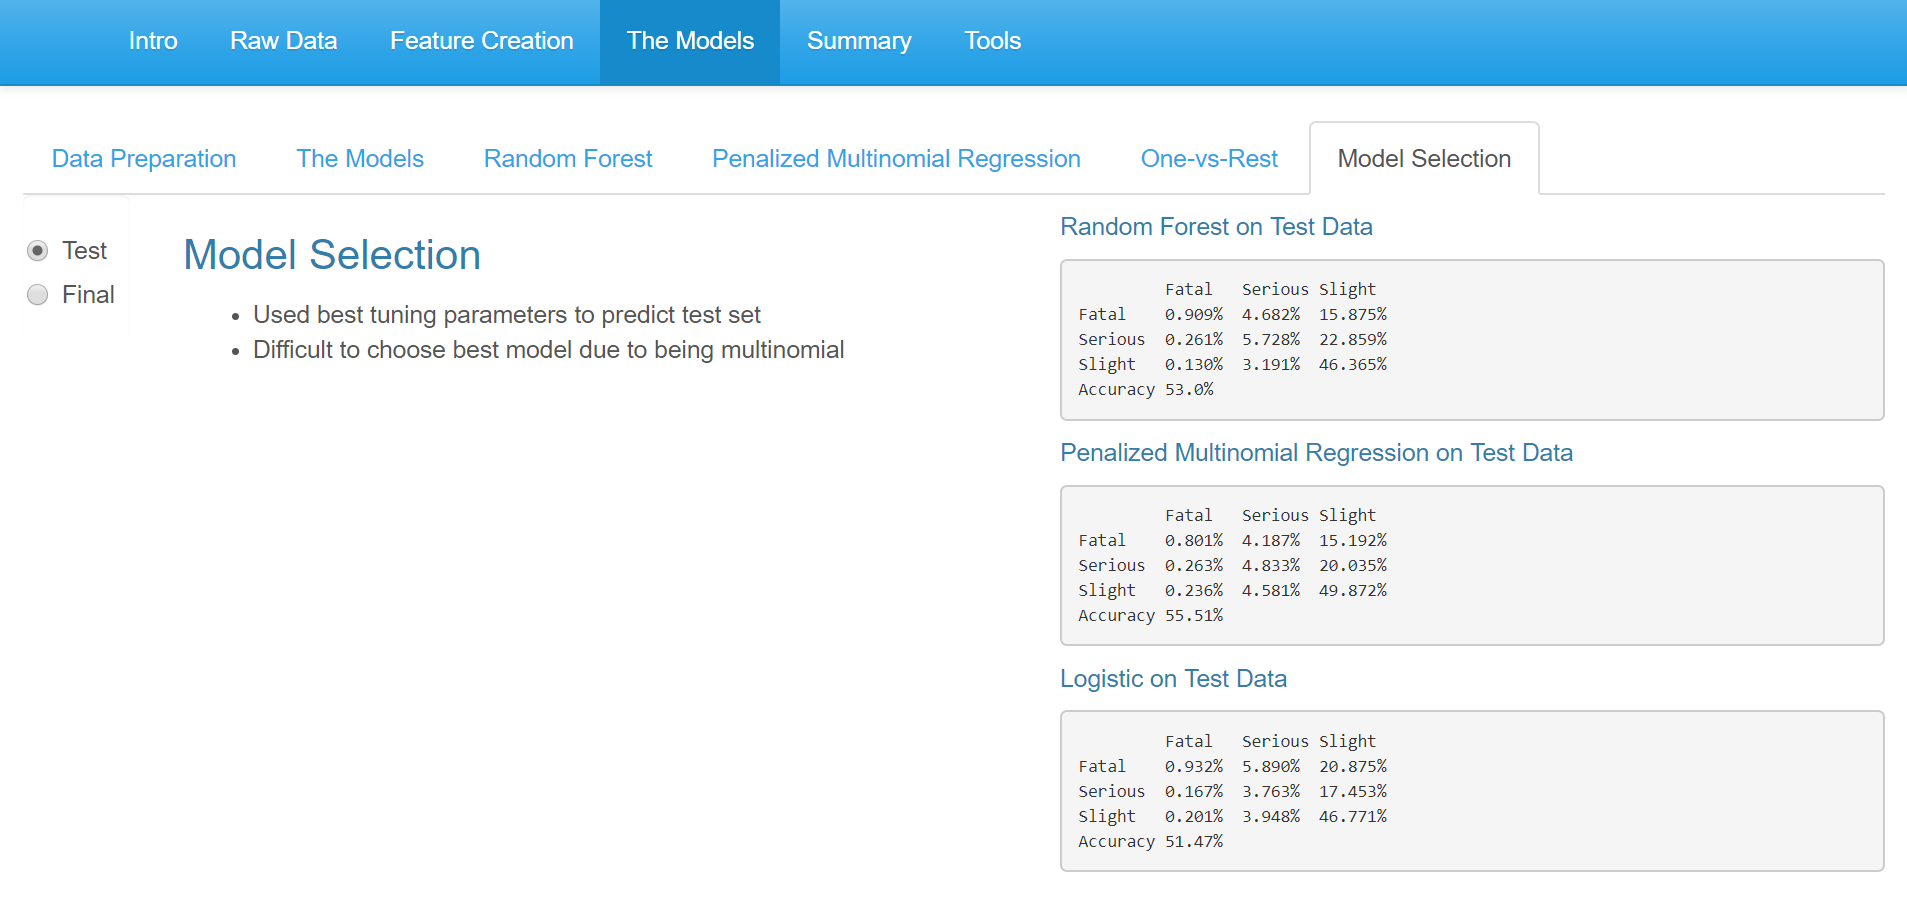 Intro Raw Data Feature Creation The Models Summary Tools
Data Preparation The Models Random Forest Penalized Multinomial Regression One-vs-Rest Model Selection
Test
Final
Model Selection
• Used best tuning parameters to predict test set
• Difficult to choose best model due to being multinomial
Random Forest on Test Data
Fatal Serious Slight
Fatal 0.909% 4.682% 15.875%
Serious 0.261% 5.728% 22.859%
Slight 0.130% 3.191% 46.365%
Accuracy 53.0%
Penalized Multinomial Regression on Test Data
Fatal Serious Slight
Fatal 0.801% 4.187% 15.192%
Serious 0.263% 4.833% 20.035%
Slight 0.236% 4.581% 49.872%
Accuracy 55.51%
Logistic on Test Data
Fatal Serious Slight
Fatal 0.932% 5.890% 20.875%
Serious 0.167% 3.763% 17.453%
Slight 0.201% 3.948% 46.771%
Accuracy 51.47%